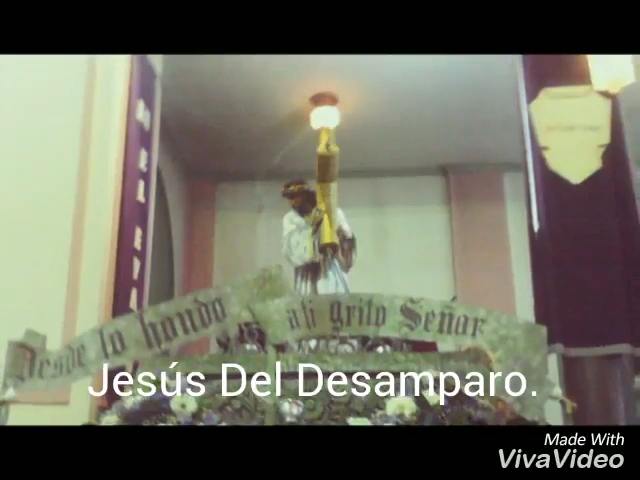 Desde lo hondo
a ti grito Señor
Jesús Del Desamparo.
Made With
VivaVideo